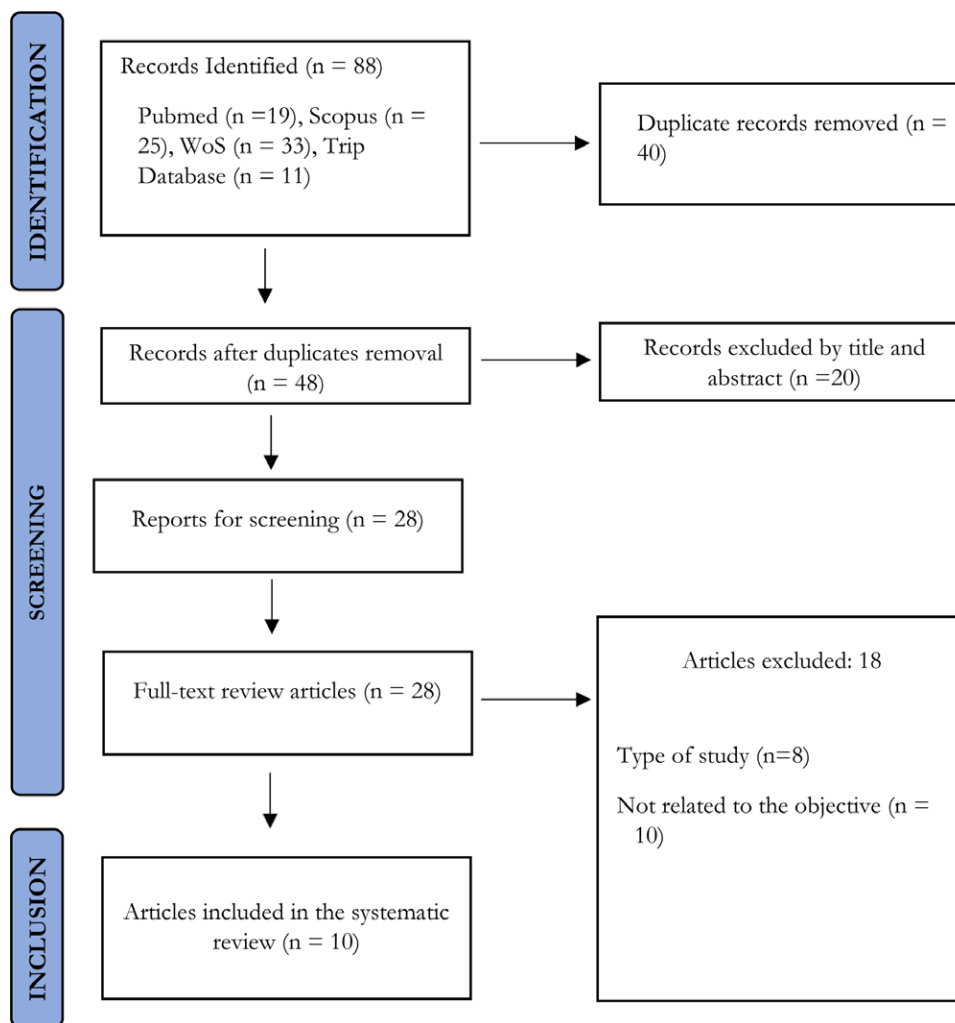 IDENTIFICATION
Records Identified (n = 88)
Pubmed (n =19), Scopus (n =
25), WoS (n = 33), Trip
Database (n = 11)
Duplicate records removed (n =
40)
SCREENING
Records after duplicates removal
(n = 48)
Records excluded by title and
abstract (n =20)
Reports for screening (n = 28)
Full-text review articles (n = 28)
Articles excluded: 18
Type of study (n=8)
Not related to the objective (n =
10)
INCLUSION
Articles included in the systematic
review (n = 10)